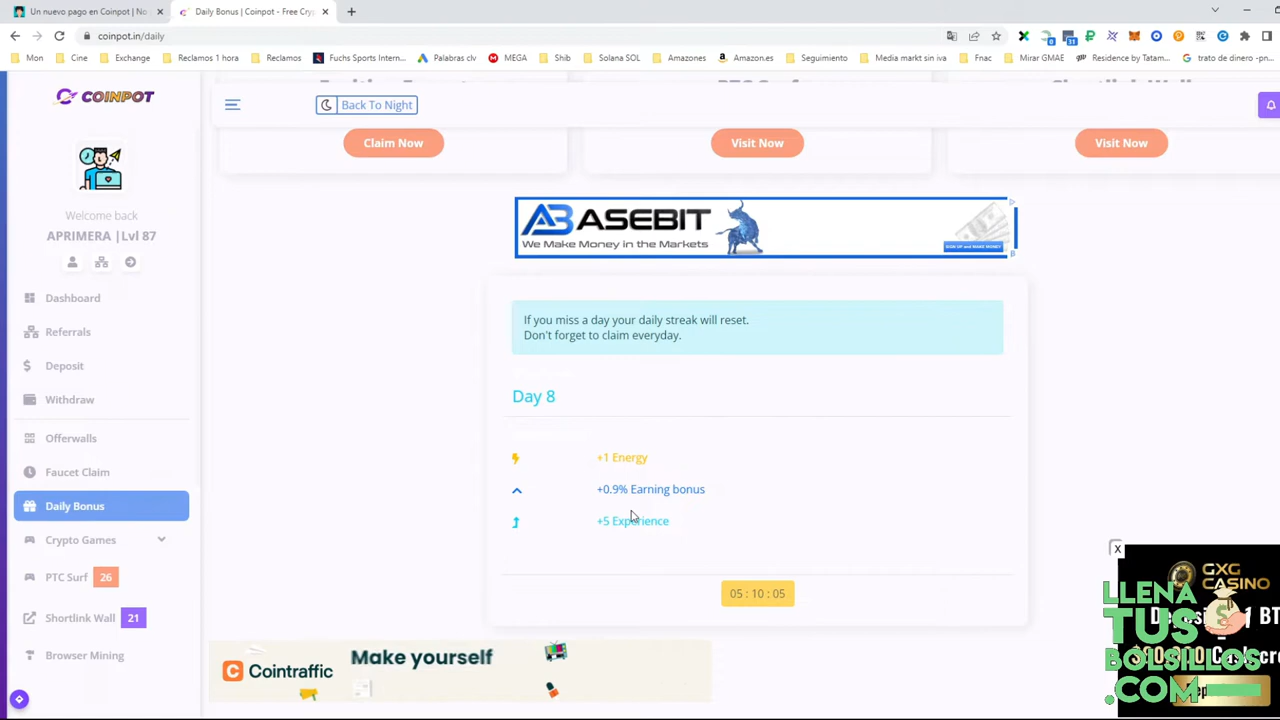 Un nuevo pago en Coinpot | No
Daily Bonus | Coinpot - Free Cry
coinpot.in/daily
Mon
Cine
Exchange
Reclamos 1 hora
Reclamos
Fuchs Sports Intern...
Palabras clv
MEGA
Shib
Solana SOL
Amazones
Amazon.es
Seguimiento
Media markt sin iva
Fnac
Mirar GMAE
Residence by Tatam...
trato de dinero -pn...
COINPOT
Back To Night
Claim Now
Visit Now
Visit Now
Welcome back
APRIMERA |Lvl 87
Dashboard
Referrals
Deposit
Withdraw
Offerwalls
Faucet Claim
Daily Bonus
Crypto Games
PTC Surf 26
Shortlink Wall 21
Browser Mining
ASEBIT
We Make Money in the Markets
SIGN UP and MAKE MONEY
If you miss a day your daily streak will reset.
Don't forget to claim everyday.
Day 8
+1 Energy
+0.9% Earning bonus
+5 Experience
05 : 10 : 05
Cointraffic
Make yourself
X
GXG
CASINO
LLENA
TUS
BOLSILLOS
.COM